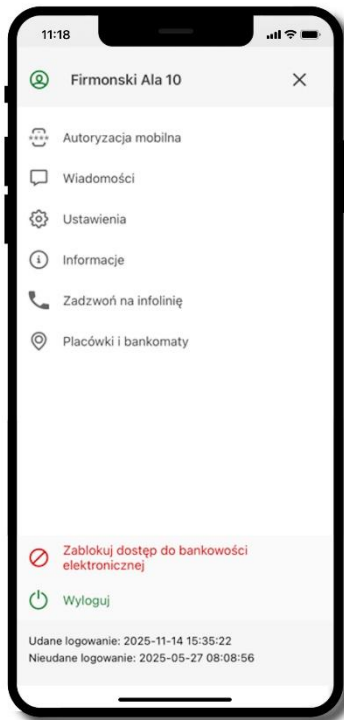 11:18
Firmonski Ala 10
Autoryzacja mobilna
Wiadomości
Ustawienia
Informacje
Zadzwoń na infolinię
Placówki i bankomaty
Zablokuj dostęp do bankowości
elektronicznej
Wyloguj
Udane logowanie: 2025-11-14 15:35:22
Nieudane logowanie: 2025-05-27 08:08:56